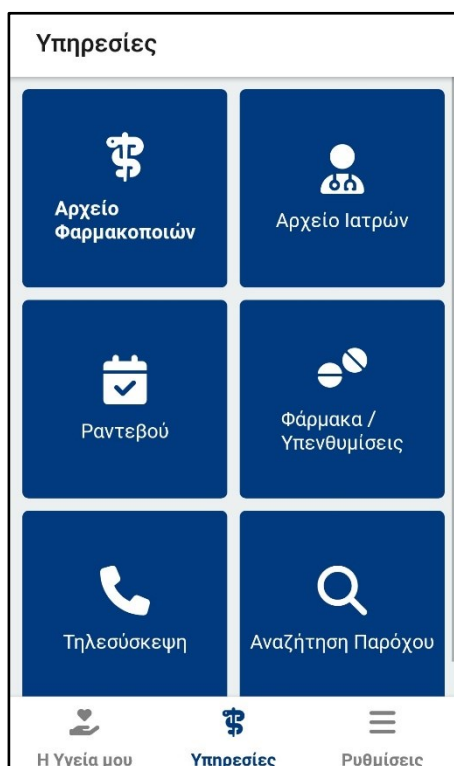 Υπηρεσίες
Αρχείο
Φαρμακοποιών
Αρχείο Ιατρών
Ραντεβού
Φάρμακα /
Υπενθυμίσεις
Τηλεσύσκεψη
Αναζήτηση Παρόχου
Η Υγεία μου
Υπηρεσίες
Ρυθμίσεις